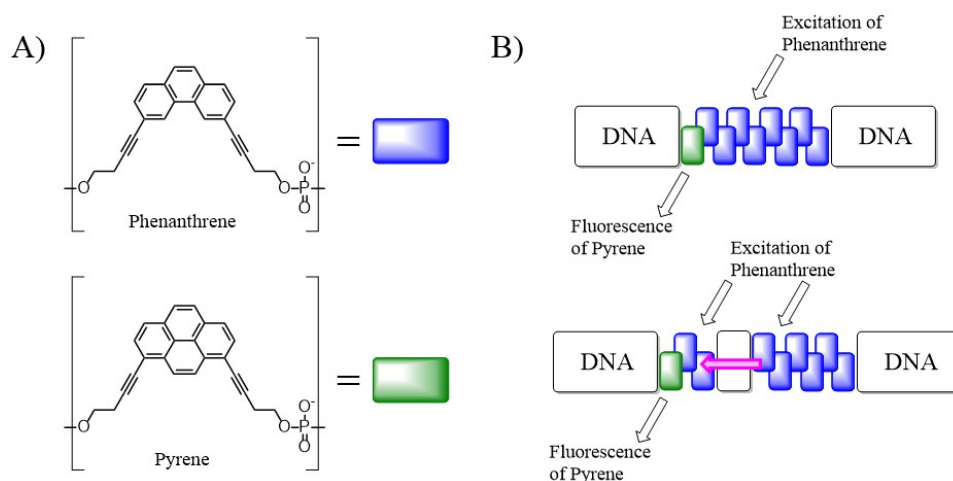 A)
O
O
P
O⁻
O
=
Phenanthrene
O
O
P
O⁻
O
=
Pyrene
B)
Excitation of
Phenanthrene
DNA
DNA
Fluorescence
of Pyrene
Excitation of
Phenanthrene
DNA
DNA
Fluorescence
of Pyrene